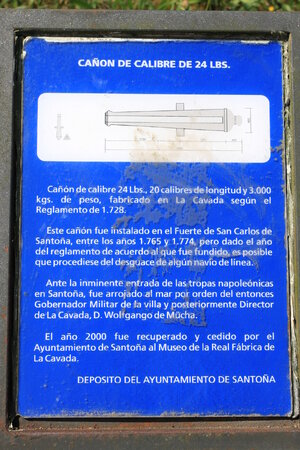 CAÑON DE CALIBRE DE 24 LBS.
Cañón de calibre 24 Lbs., 20 calibres de longitud y 3.000
kgs. de peso, fabricado en La Cavada según el
Reglamento de 1.728.
Este cañón fue instalado en el Fuerte de San Carlos de
Santoña, entre los años 1.765 y 1.774, pero dado el año
del reglamento de acuerdo al que fue fundido, es posible
que procediese del desguace de algún navío de línea.
Ante la inminente entrada de las tropas napoleónicas
en Santoña, fue arrojado al mar por orden del entonces
Gobernador Militar de la villa y posteriormente Director
de La Cavada, D. Wolfango de Mücha.
El año 2000 fue recuperado y cedido por el
Ayuntamiento de Santoña al Museo de la Real Fábrica de
La Cavada.
DEPOSITO DEL AYUNTAMIENTO DE SANTOÑA